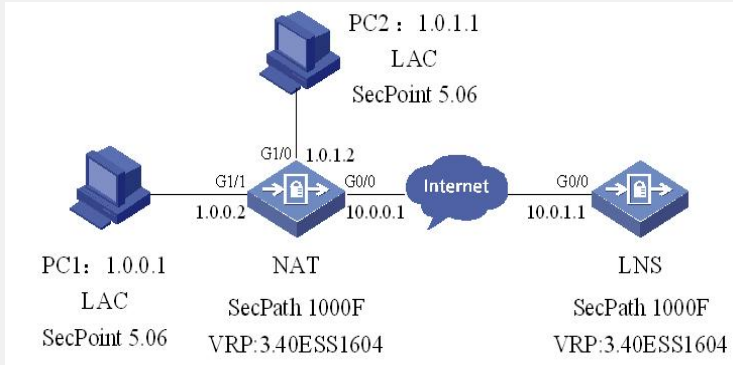 PC2： 1.0.1.1
LAC
SecPoint 5.06
G1/0 1.0.1.2
G1/1
G0/0
Internet
G0/0
1.0.0.2
10.0.0.1
10.0.1.1
PC1： 1.0.0.1
LAC
SecPoint 5.06
NAT
SecPath 1000F
VRP:3.40ESS1604
LNS
SecPath 1000F
VRP:3.40ESS1604